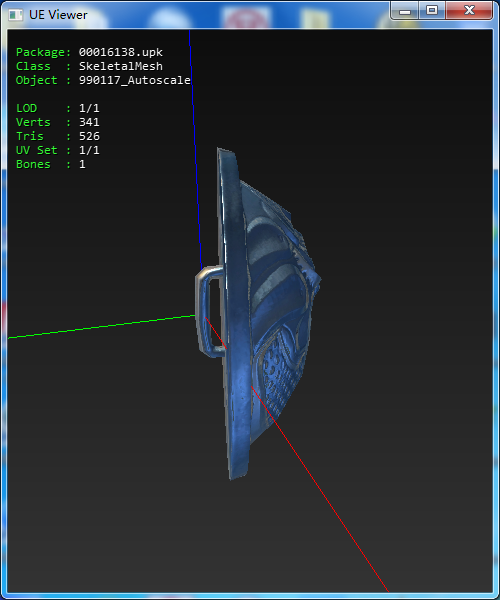 UE Viewer
Package: 00016138.upk
Class : SkeletalMesh
Object : 990117_Autoscale
LOD : 1/1
Verts : 341
Tris : 526
UV Set : 1/1
Bones : 1